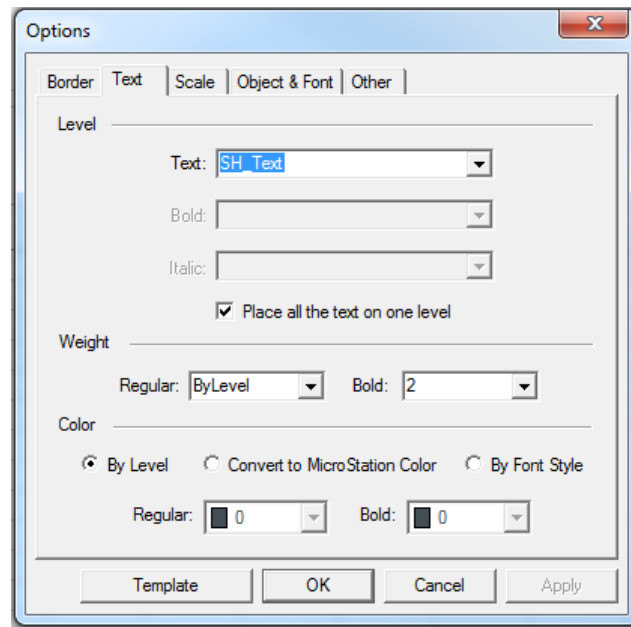 Options
Border Text Scale Object & Font Other
Level
Text: SH_Text
Bold:
Italic:
Place all the text on one level
Weight
Regular: ByLevel Bold: 2
Color
By Level Convert to MicroStation Color By Font Style
Regular: 0 Bold: 0
Template OK Cancel Apply